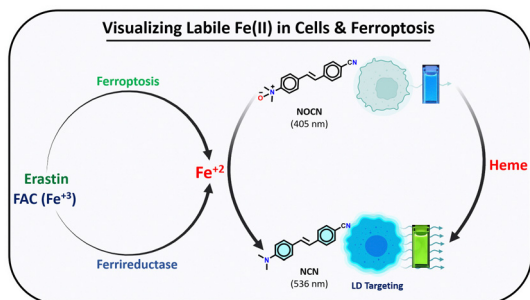 Visualizing Labile Fe(II) in Cells & Ferroptosis
Ferroptosis
Erastin
FAC (Fe+3)
Ferrireductase
Fe+2
CN
N+
-O
NOCN
(405 nm)
Heme
CN
N
NCN
(536 nm)
LD Targeting